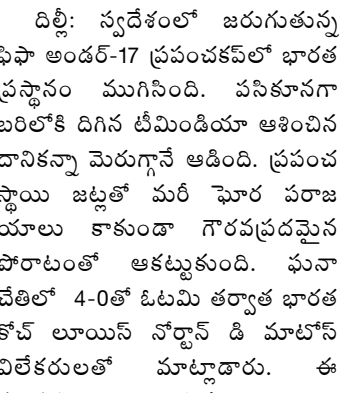 దిల్లీ: స్వదేశంలో జరుగుతున్న
ఫిఫా అండర్-17 ప్రపంచకప్‌లో భారత
ప్రస్థానం ముగిసింది. పసికూనగా
బరిలోకి దిగిన టీమిండియా ఆశించిన
దానికన్నా మెరుగ్గానే ఆడింది. ప్రపంచ
స్థాయి జట్లతో మరీ ఘోర పరాజ
యాలు కాకుండా గౌరవప్రదమైన
పోరాటంతో ఆకట్టుకుంది. ఘనా
చేతిలో 4-0తో ఓటమి తర్వాత భారత
కోచ్ లూయిస్ నోర్టాన్ డి మాటోస్
విలేకరులతో మాట్లాడారు. ఈ